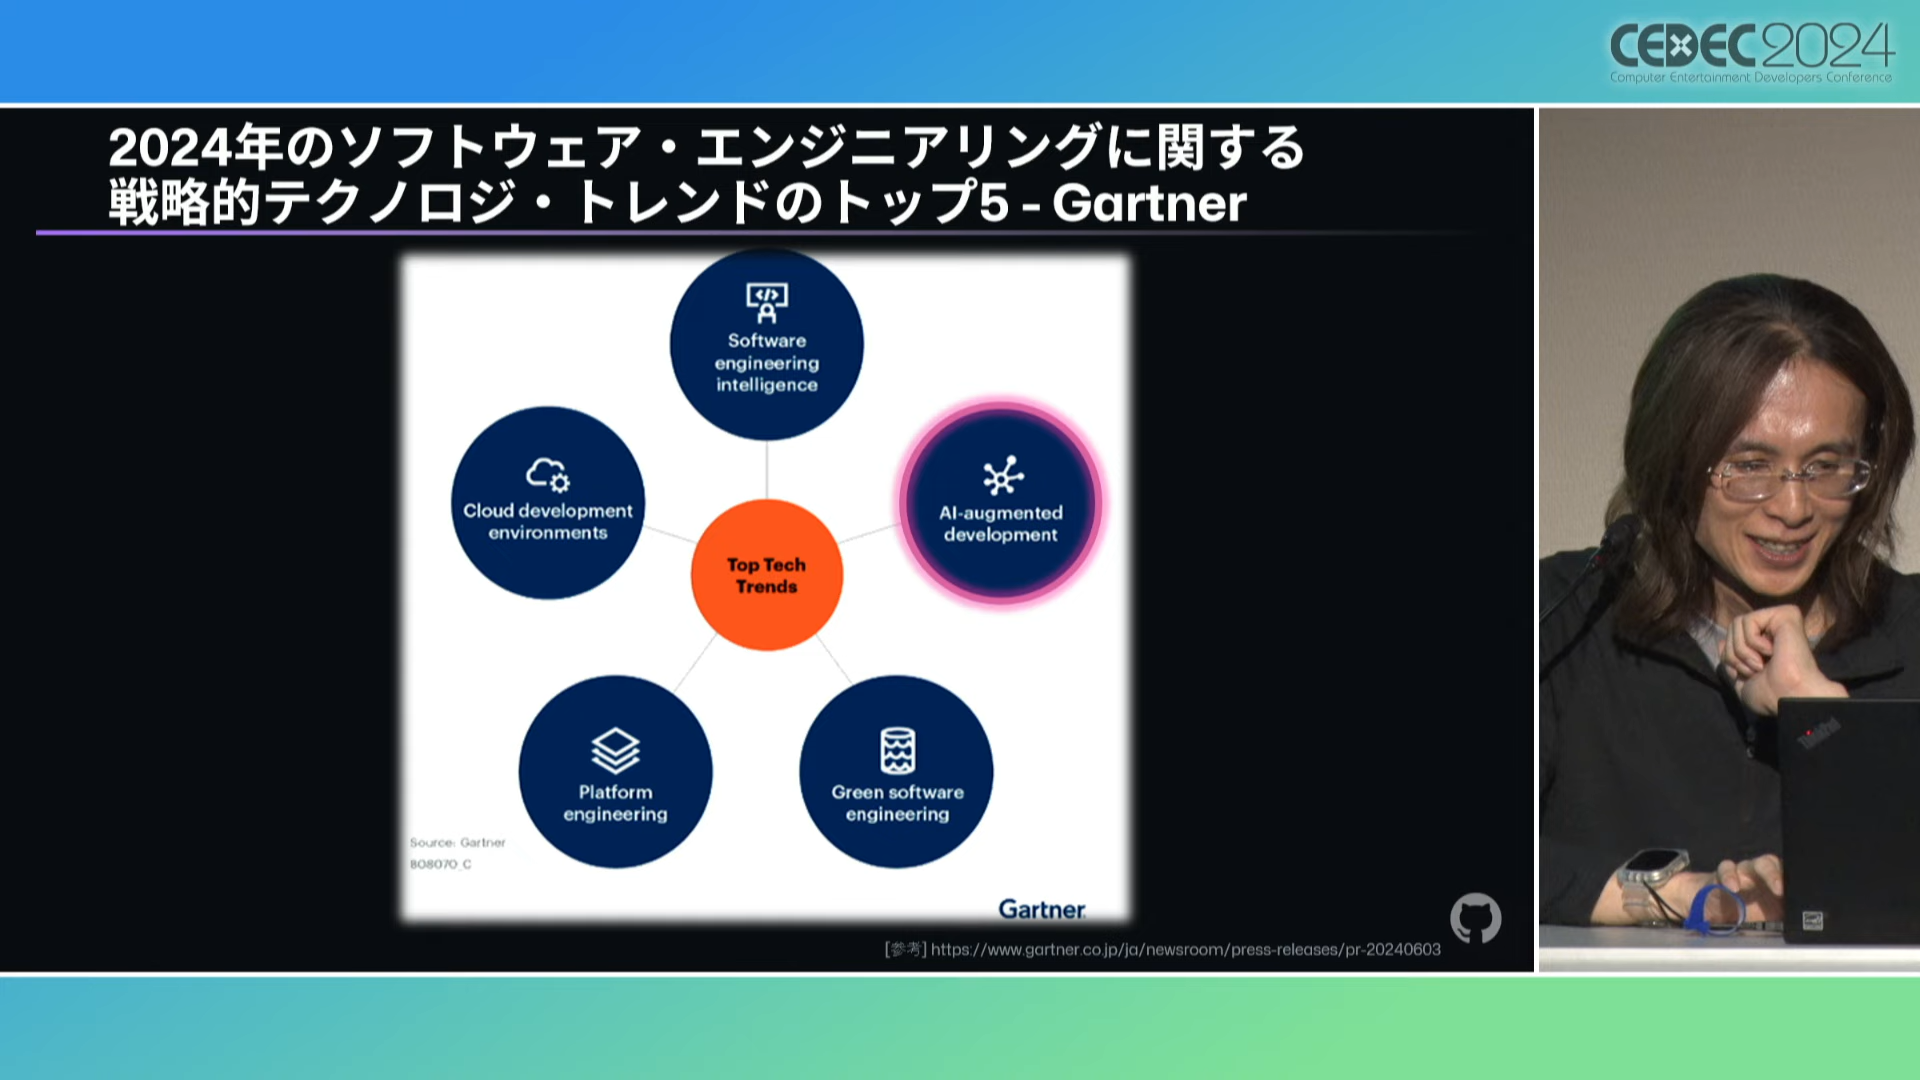 CEDEC2024
Computer Entertainment Developers Conference
2024年のソフトウェア・エンジニアリングに関する
戦略的テクノロジ・トレンドのトップ5 - Gartner
</>
Software
engineering
intelligence
Cloud development
environments
AI-augmented
development
Top Tech
Trends
Platform
engineering
Green software
engineering
Source: Gartner
808070_C
Gartner
[参考] https://www.gartner.co.jp/ja/newsroom/press-releases/pr-20240603
ThinkPad